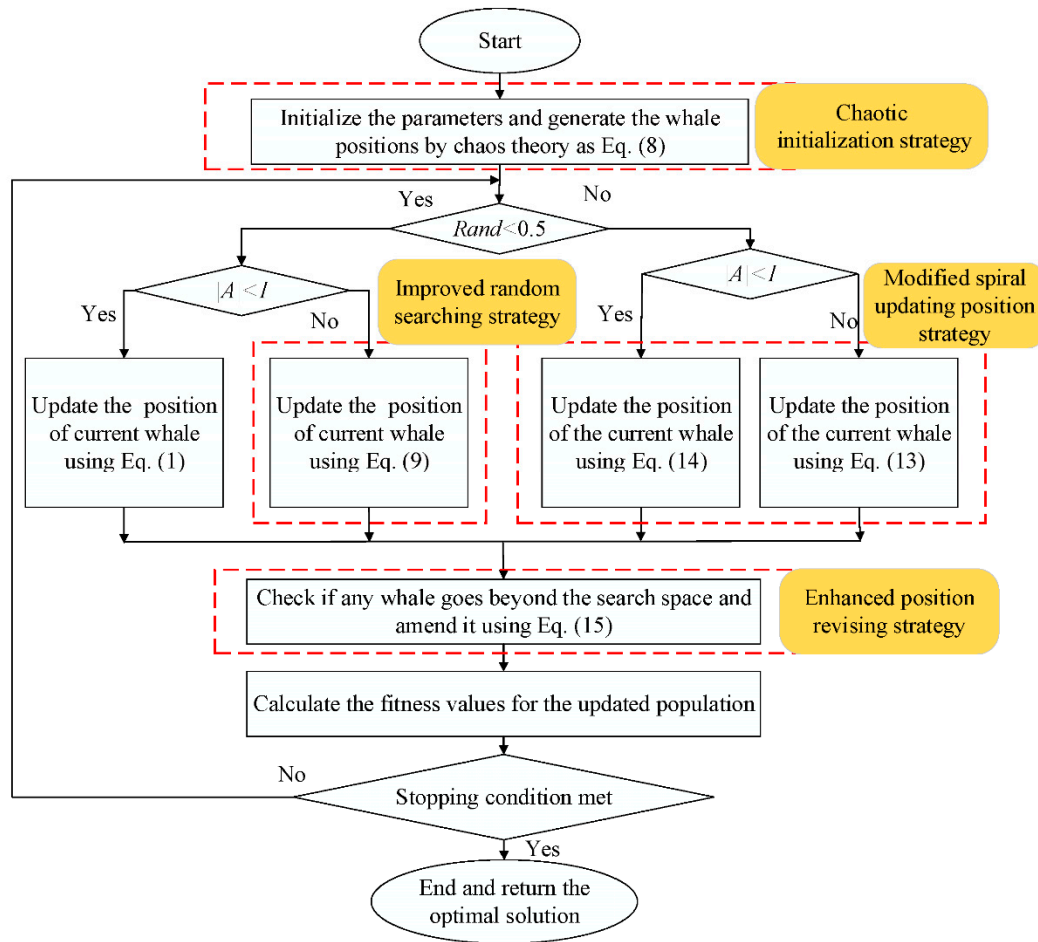 Start
Initialize the parameters and generate the whale
positions by chaos theory as Eq. (8)
Chaotic
initialization strategy
Yes
No
Rand<0.5
|A <I
|A|<I
Improved random
searching strategy
Modified spiral
updating position
strategy
Yes
No
Yes
No
Update the position
of current whale
using Eq. (1)
Update the position
of current whale
using Eq. (9)
Update the position
of the current whale
using Eq. (14)
Update the position
of the current whale
using Eq. (13)
Check if any whale goes beyond the search space and
amend it using Eq. (15)
Enhanced position
revising strategy
Calculate the fitness values for the updated population
No
Stopping condition met
Yes
End and return the
optimal solution